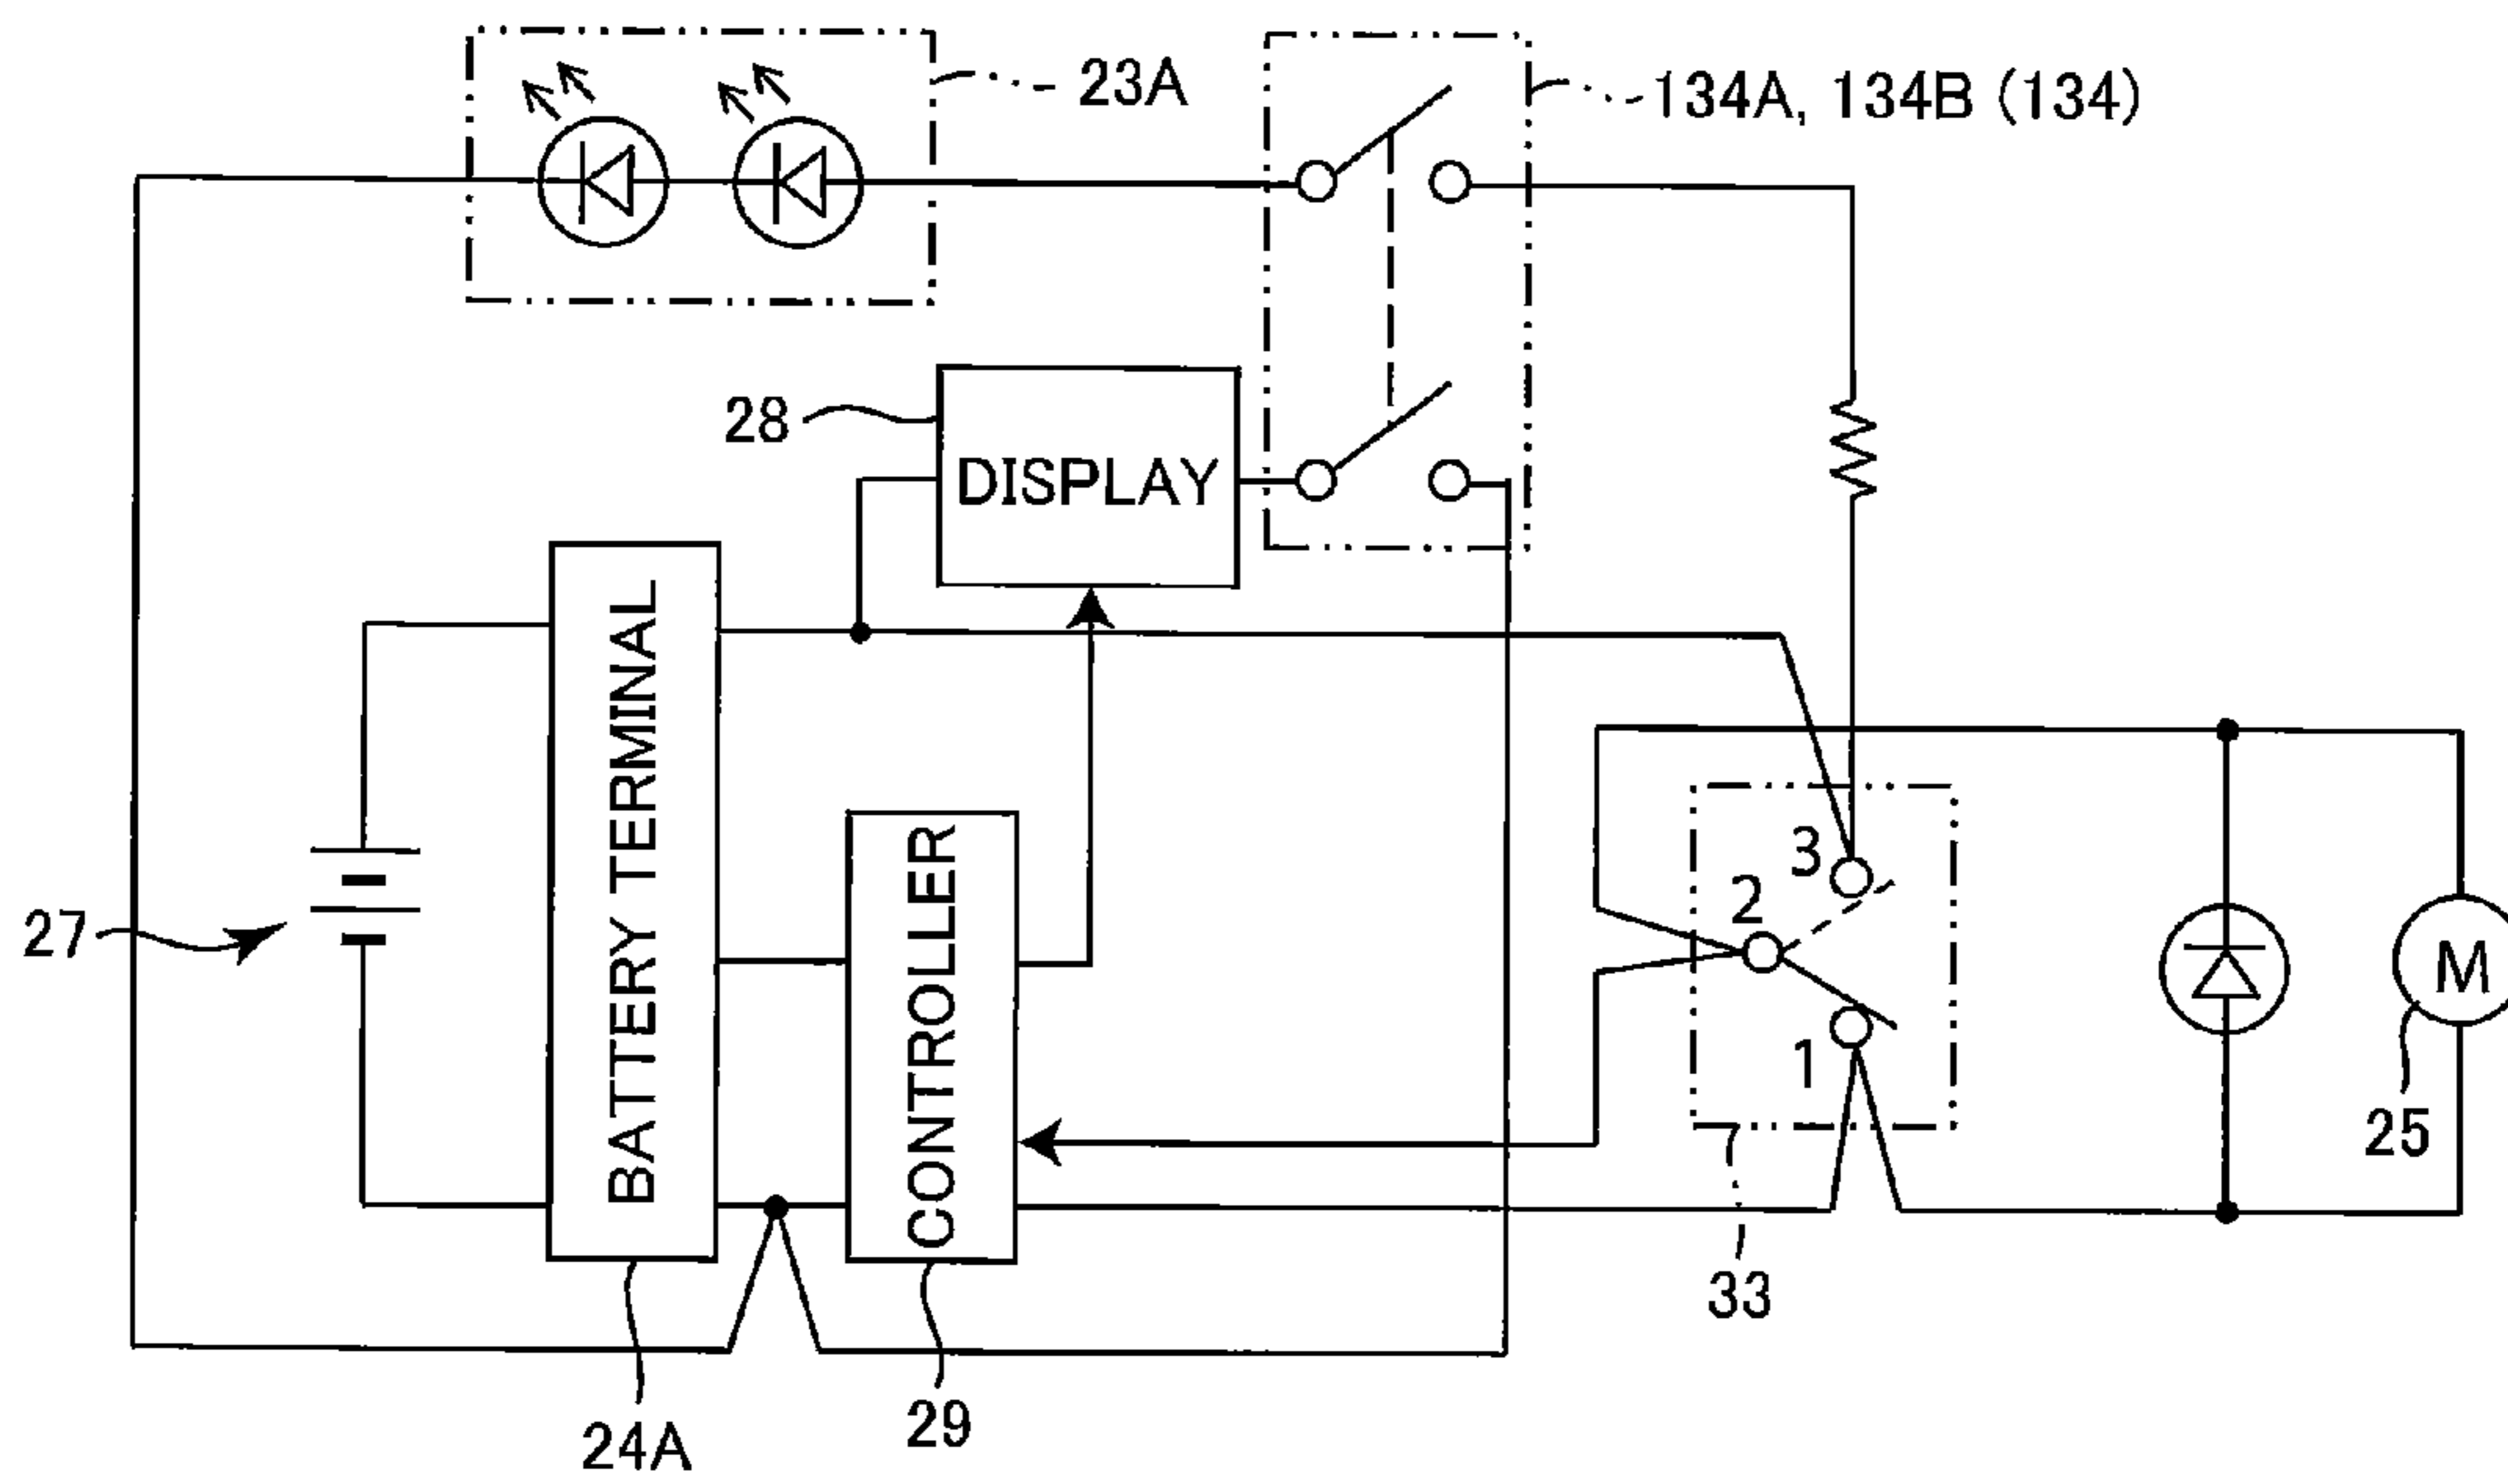 23A
134A, 134B (134)
28
DISPLAY
BATTERY TERMINAL
27
CONTROLLER
3
2
1
M
25
33
29
24A